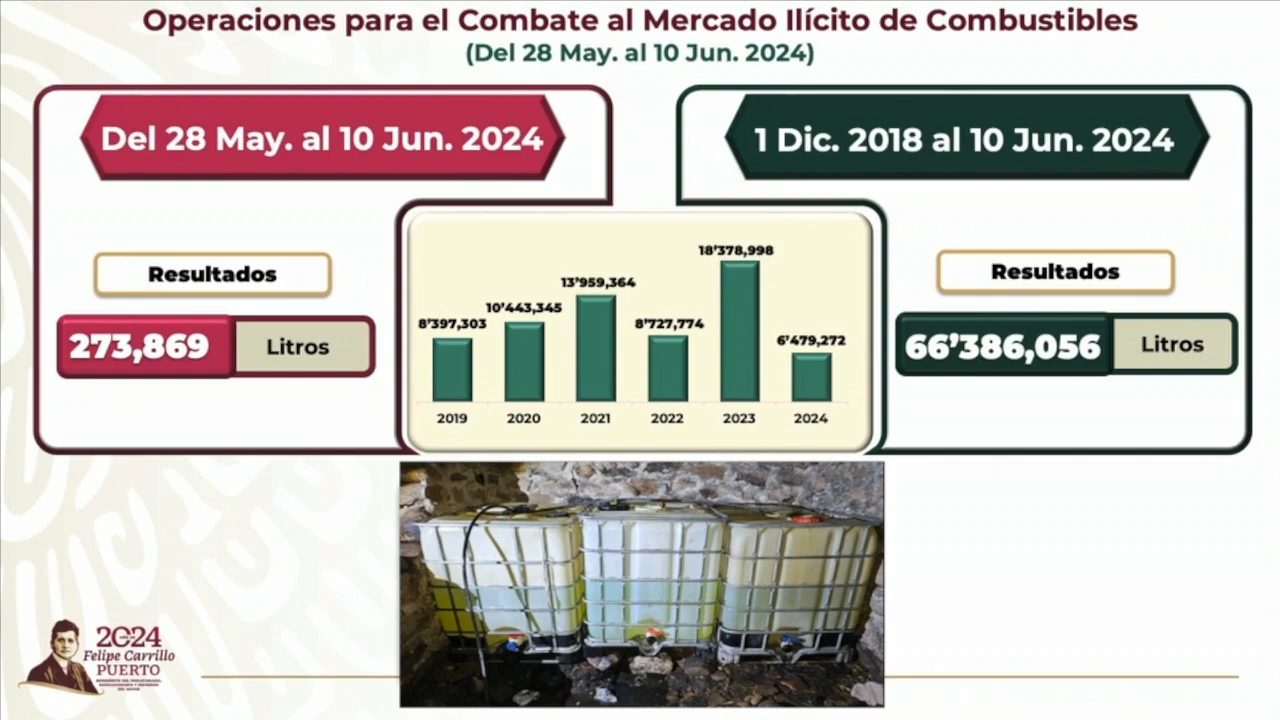 Operaciones para el Combate al Mercado Ilícito de Combustibles
(Del 28 May. al 10 Jun. 2024)
Del 28 May. al 10 Jun. 2024
Resultados
273,869 Litros
8'397,303
10'443,345
13'959,364
8'727,774
18'378,998
6'479,272
2019 2020 2021 2022 2023 2024
1 Dic. 2018 al 10 Jun. 2024
Resultados
66'386,056 Litros
2024
Felipe Carrillo
PUERTO